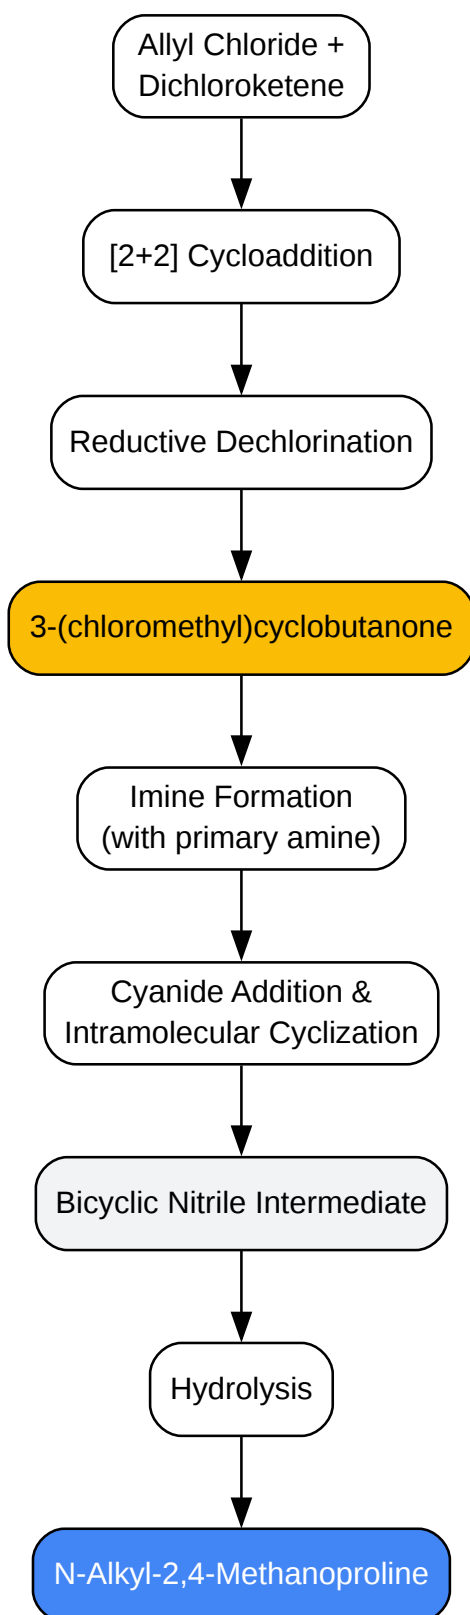 Allyl Chloride +
Dichloroketene
[2+2] Cycloaddition
Reductive Dechlorination
3-(chloromethyl)cyclobutanone
Imine Formation
(with primary amine)
Cyanide Addition &
Intramolecular Cyclization
Bicyclic Nitrile Intermediate
Hydrolysis
N-Alkyl-2,4-Methanoproline